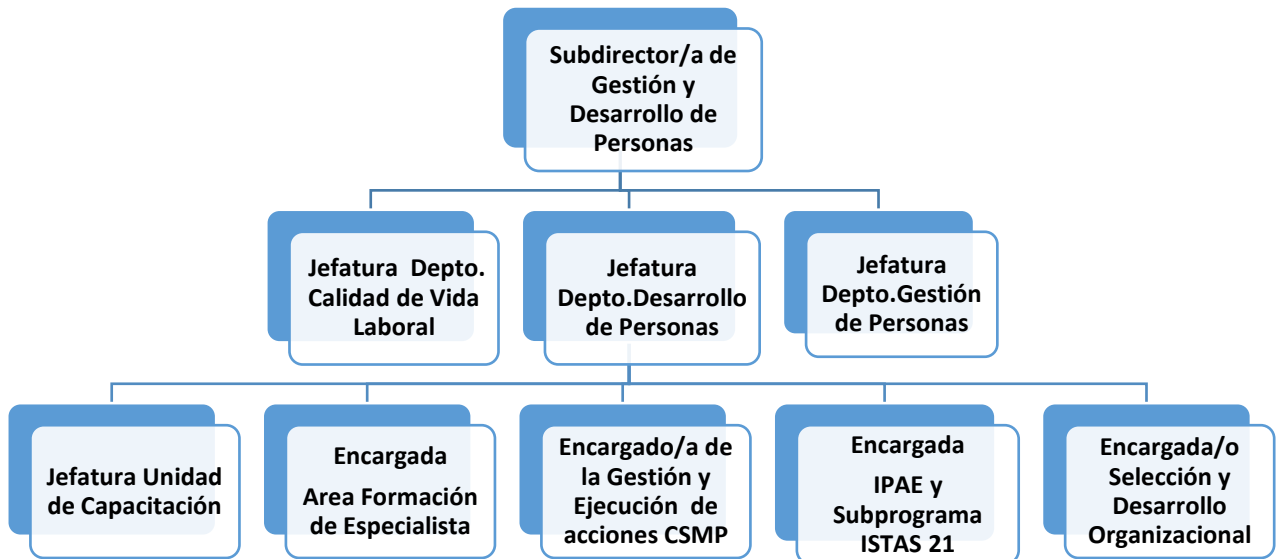 Subdirector/a de
Gestión y
Desarrollo de
Personas
Jefatura Depto.
Calidad de Vida
Laboral
Jefatura
Depto.Desarrollo
de Personas
Jefatura
Depto.Gestión
de Personas
Jefatura Unidad
de Capacitación
Encargada
Area Formación
de Especialista
Encargado/a de
la Gestión y
Ejecución de
acciones CSMP
Encargada
IPAE y
Subprograma
ISTAS 21
Encargada/o
Selección y
Desarrollo
Organizacional